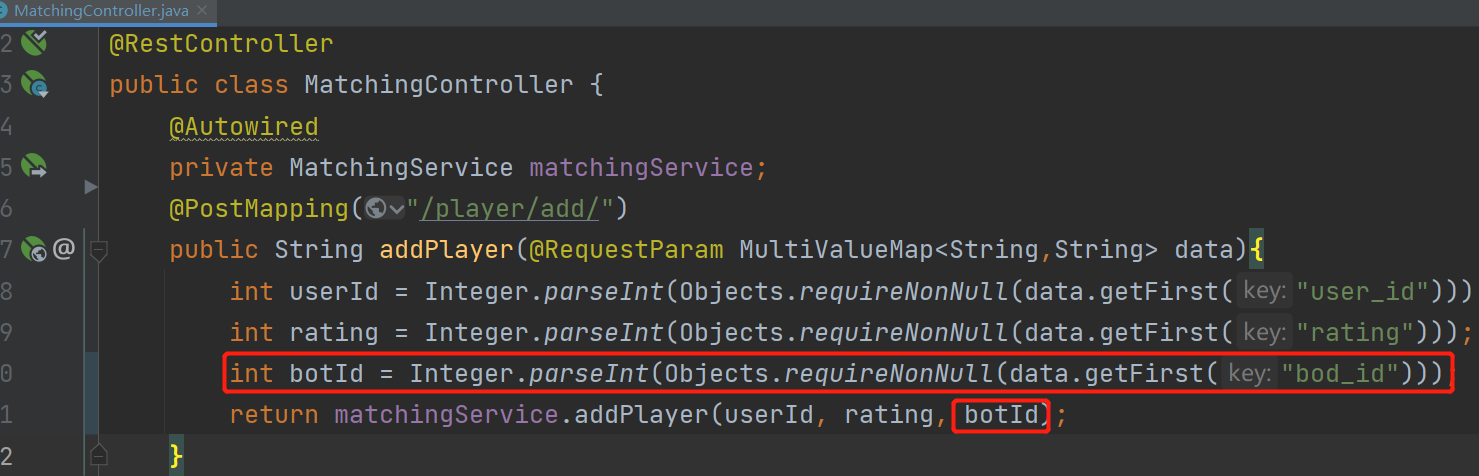 MatchingController.java ×
2 @RestController
3 public class MatchingController {
4 @Autowired
5 private MatchingService matchingService;
6 @PostMapping("/player/add/")
7 @ public String addPlayer(@RequestParam MultiValueMap<String,String> data){
8 int userId = Integer.parseInt(Objects.requireNonNull(data.getFirst( key: "user_id")))
9 int rating = Integer.parseInt(Objects.requireNonNull(data.getFirst( key: "rating")));
0 int botId = Integer.parseInt(Objects.requireNonNull(data.getFirst( key: "bod_id")));
1 return matchingService.addPlayer(userId, rating, botId);
2 }